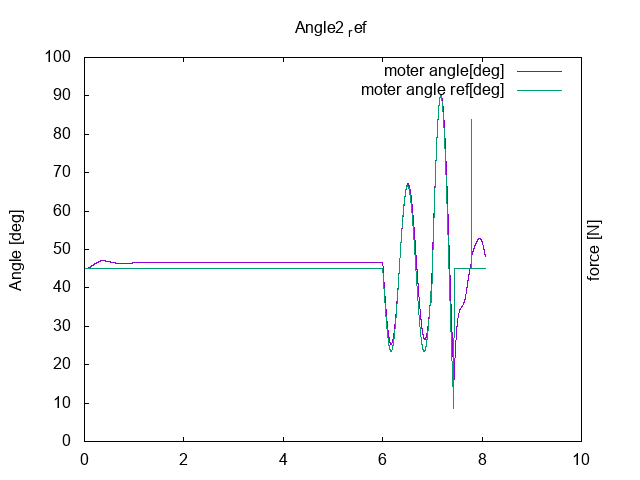 Angle2 ref
moter angle[deg]
moter angle ref[deg]
Angle [deg]
force [N]
100
90
80
70
60
50
40
30
20
10
0
0 2 4 6 8 10